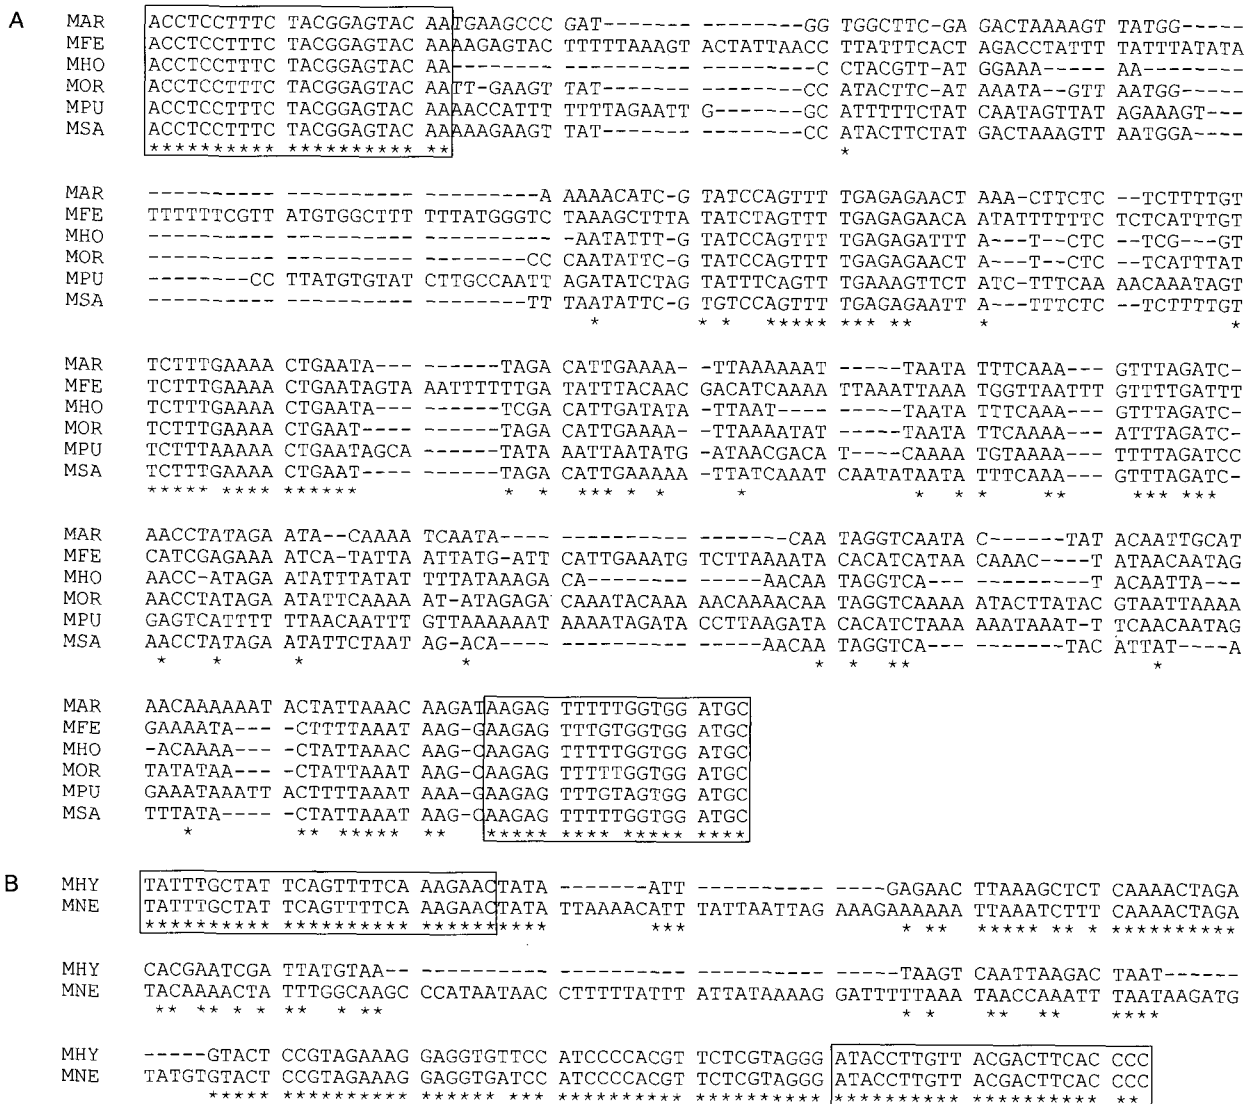 A
MAR ACCTCCTTTC TACGGAGTAC AATGAAGCCC GAT------- ---------- GG TGGCTTC-GA GACTAAAAGT TATGG-----
MFE ACCTCCTTTC TACGGAGTAC AAAAGAGTAC TTTTTAAAGT ACTATTAACC TTATTTCACT AGACCTATTT TATTTATATA
MHO ACCTCCTTTC TACGGAGTAC AA-------- ---------- ---------C CTACGTT-AT GGAAA----- AA--------
MOR ACCTCCTTTC TACGGAGTAC AATT-GAAGT TAT------- --------CC ATACTTC-AT AAATA--GTT AATGG-----
MPU ACCTCCTTTC TACGGAGTAC AAAACCATTT TTTTAGAATT G-------GC ATTTTTCTAT CAATAGTTAT AGAAAGT---
MSA ACCTCCTTTC TACGGAGTAC AAAAGAAGTT TAT------- --------CC ATACTTCTAT GACTAAAGTT AATGGA----
********** ********** ** *
MAR ---------- ---------- ----------A AAAACATC-G TATCCAGTTT TGAGAGAACT AAA-CTTCTC --TCTTTTGT
MFE TTTTTTCGTT ATGTGGCTTT TTTATGGGTC TAAAGCTTTA TATCTAGTTT TGAGAGAACA ATATTTTTTC TCTCATTTGT
MHO ---------- ---------- ---------- -AATATTT-G TATCCAGTTT TGAGAGATTT A---T--CTC --TCG---GT
MOR ---------- ---------- --------CC CAATATTC-G TATCCAGTTT TGAGAGAACT A---T--CTC --TCATTTAT
MPU --------CC TTATGTGTATC TTGCCAATT AGATATCTAG TATTTCAGTT TGAAAGTTCT ATC-TTTCAA AACAAATAGT
MSA ---------- ---------- -------TTT TAATATTC-G TGTCCAGTTT TGAGAGAATT A---TTTCTC --TCTTTTGT
* * * ***** *** ** * *
MAR TCTTTGAAAA CTGAATA--- -------TAGA CATTGAAAA- -TTAAAAAAT ------TAATA TTTCAAA--- GTTTAGATC-
MFE TCTTTGAAAA CTGAATAGTA AATTTTTTGA TATTTACAAC GACATCAAAA TTAAATTAAAT GGTTAATTT GTTTTGATTT
MHO TCTTTGAAAA CTGAATA--- -------TCGA CATTGATATA -TTAAT---- ------TAATA TTTCAAA--- GTTTAGATC-
MOR TCTTTGAAAA CTGAAT---- -------TAGA CATTGAAAA- -TTAAAATAT ------TAATA TTCAAAA--- ATTTAGATC-
MPU TCTTTAAAAA CTGAATAGCA -------TATA TAATTAATATG-ATAACGACAT C-----CAAAA TGTAAAA--- TTTTAGATCC
MSA TCTTTGAAAA CTGAAT---- -------TAGA CATTGAAAAA -TTATCAAAT CAATATAATA TTTCAAA--- GTTTAGATC-
***** **** ****** * * *** * * * * * * ** *** ***
MAR AACCTATAGA ATA--CAAAA TCAATA---- ---------- --------CAA TAGGTCAATA C------TAT ACAATTGCAT
MFE CATCGAGAAA ATCA-TATTA ATTATG-ATT CATTGAAATG TCTTAAAATA CACATCATAA CAAAC----T ATAACAATAG
MHO AACC-ATAGA ATATTTATAT TTTATAAAGA CA-------- ------AACAA TAGGTCA--- ---------T ACAATTA---
MOR AACCTATAGA ATATTCAAAA AT-ATAGAGA CAAATACAAA AACAAAACAA TAGGTCAAAA ATACTTATAC GTAATTAAAA
MPU GAGTCATTTT TTAACAATTT GTTAAAAAAT AAAATAGATA CCTTAAGATA CACATCTAAA AAATAAAT-T TCAACAATAG
MSA AACCTATAGA ATATTCTAAT AG-ACA---- ---------- ------AACAA TAGGTCA--- -------TAC ATTAT----A
* * * * * * ** *
MAR AACAAAAAAT ACTATTAAAC AAGATAAGAG TTTTTGGTGG ATGC
MFE GAAAATA--- -CTTTTAAAT AAG-GAAGAG TTTGTGGTGG ATGC
MHO -ACAAAA--- -CTATTAAAC AAG-CAAGAG TTTTTGGTGG ATGC
MOR TATATAA--- -CTATTAAAT AAG-CAAGAG TTTTTGGTGG ATGC
MPU GAAATAAATT ACTTTTAAAT AAA-GAAGAG TTTGTAGTGG ATGC
MSA TTTATA---- -CTATTAAAT AAG-CAAGAG TTTTTGGTGG ATGC
* ** ***** ** ***** **** ***** ****
B
MHY TATTTGCTAT TCAGTTTTCA AAGAACTATA -------ATT ---------- ----GAGAAC TTAAAGCTCT CAAAACTAGA
MNE TATTTGCTAT TCAGTTTTCA AAGAACTATA TTAAAACATT TATTAATTAG AAAGAAAAAA TTAAATCTTT CAAAACTAGA
********** ********** ********** *** * ** ***** ** * **********
MHY CACGAATCGA TTATGTAA-- ---------- ---------- ---------- -----TAAGT CAATTAAGAC TAAT------
MNE TACAAAACTA TTTGGCAAGC CCATAATAAC CTTTTTATTT ATTATAAAAG GATTTTTAAA TAACCAAATT TAATAAGATG
** ** * * ** * ** * * ** ** ****
MHY -----GTACT CCGTAGAAAG GAGGTGTTCC ATCCCCACGT TCTCGTAGGG ATACCTTGTT ACGACTTCAC CCC
MNE TATGTGTACT CCGTAGAAAG GAGGTGATCC ATCCCCACGT TCTCGTAGGG ATACCTTGTT ACGACTTCAC CCC
***** ********** ****** *** ********** ********** ********** ********** **